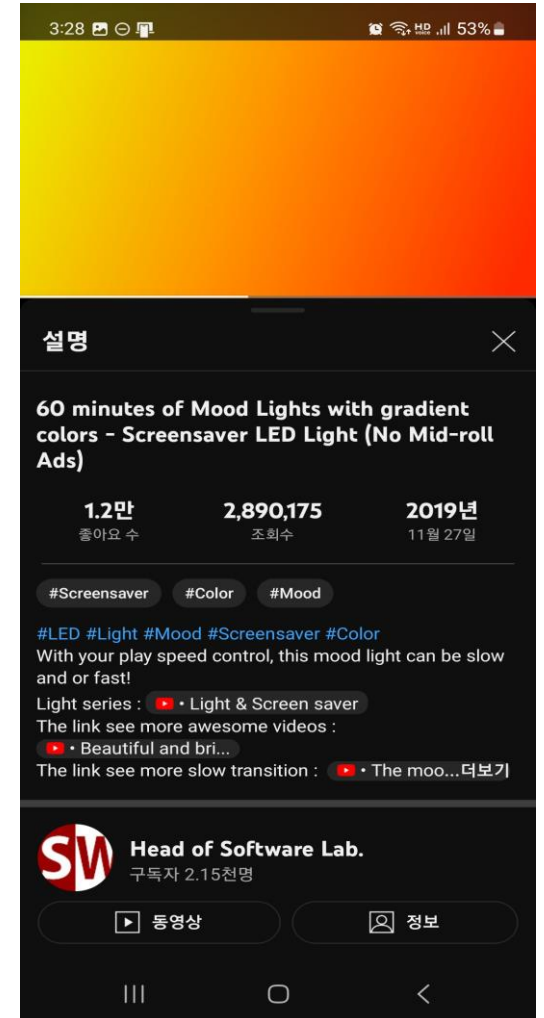 3:28 HD voice 53%
설명
60 minutes of Mood Lights with gradient
colors - Screensaver LED Light (No Mid-roll
Ads)
1.2만 2,890,175 2019년
좋아요 수 조회수 11월 27일
#Screensaver #Color #Mood
#LED #Light #Mood #Screensaver #Color
With your play speed control, this mood light can be slow
and or fast!
Light series : • Light & Screen saver
The link see more awesome videos :
• Beautiful and bri...
The link see more slow transition : • The moo...더보기
SW Head of Software Lab.
구독자 2.15천명
동영상 정보